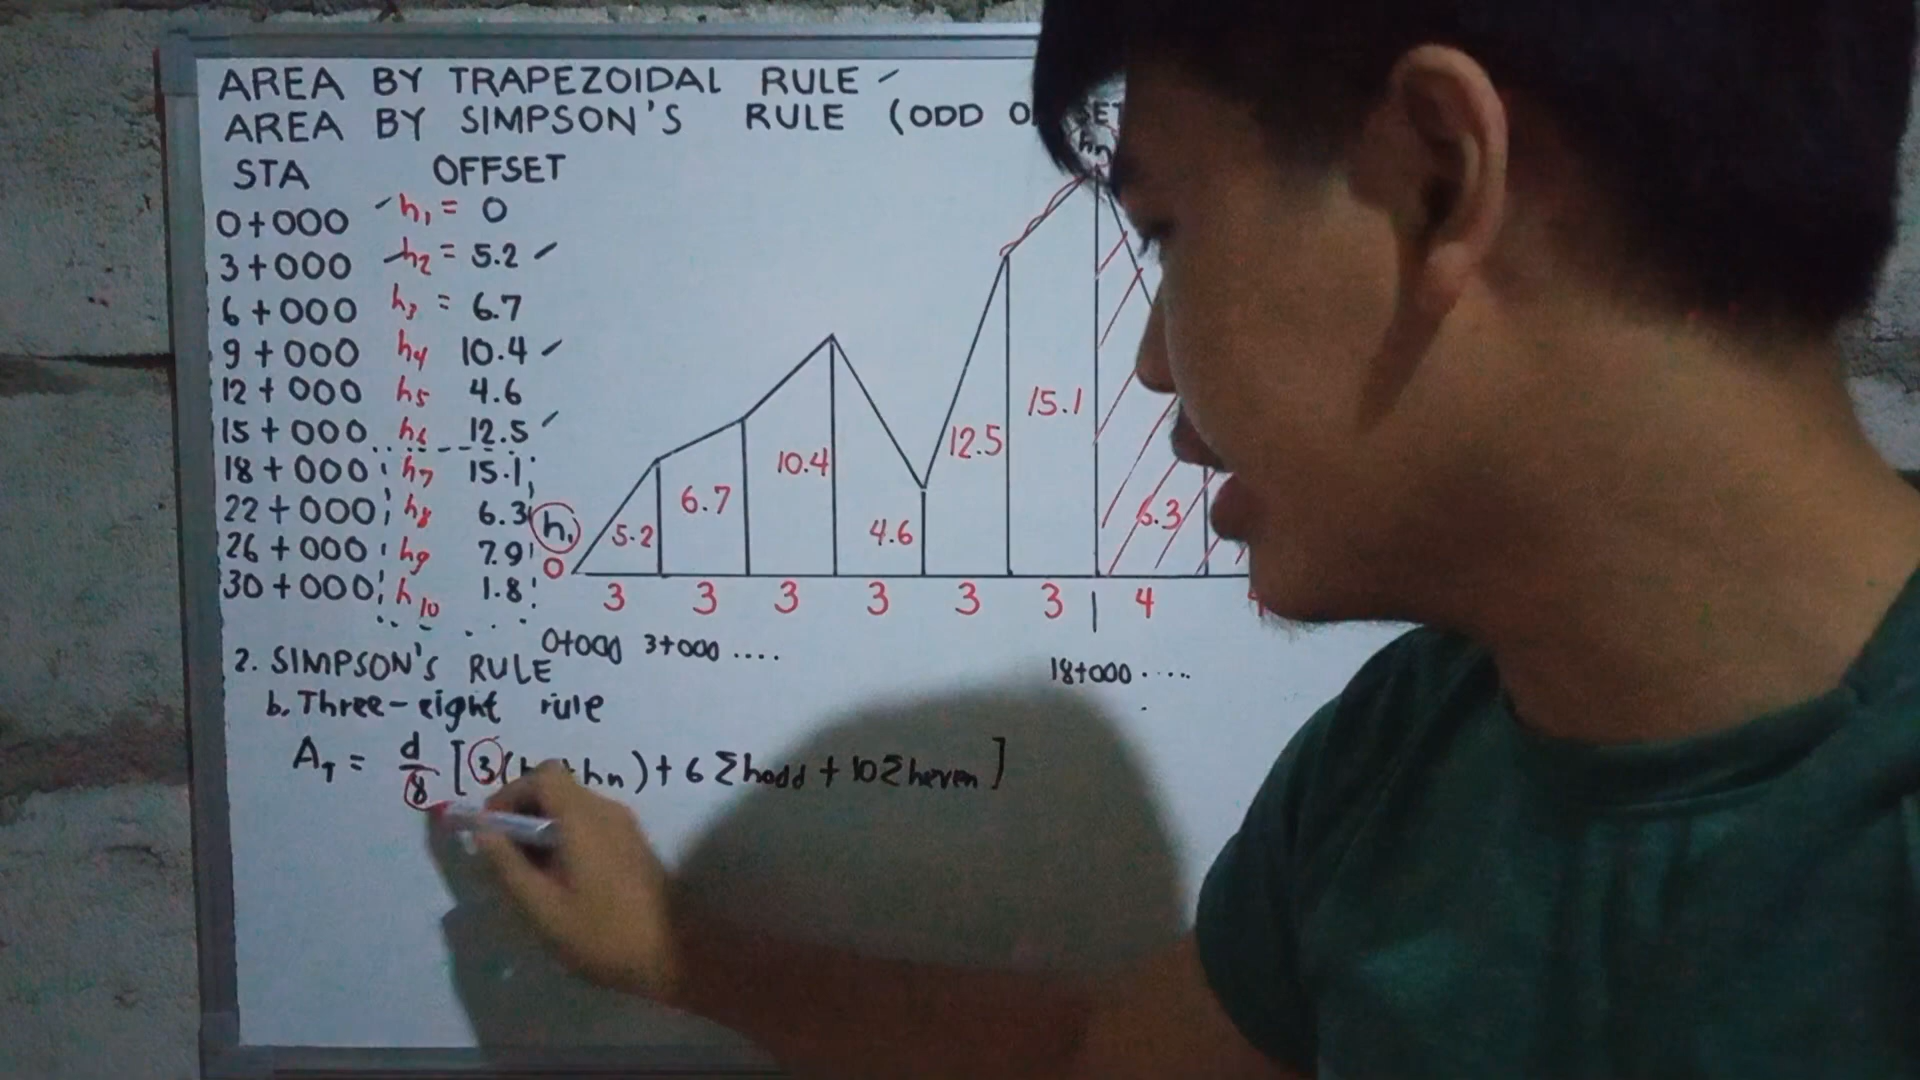 AREA BY TRAPEZOIDAL RULE
AREA BY SIMPSON'S RULE (ODD
STA OFFSET
0+000 h1 = 0
3+000 h2 = 5.2
6+000 h3 = 6.7
9+000 h4 10.4
12+000 h5 4.6
15+000 h6 12.5
18+000 h7 15.1
22+000 h8 6.3
26+000 h9 7.9
30+000 h10 1.8
hn
h1
0
5.2 6.7 10.4 4.6 12.5 15.1 6.3
3 3 3 3 3 3 4
0+000 3+000 ....
18+000 .....
2. SIMPSON'S RULE
b. Three-eight rule
AT = d/8 [3( +hn)+6Σhodd+10Σheven]